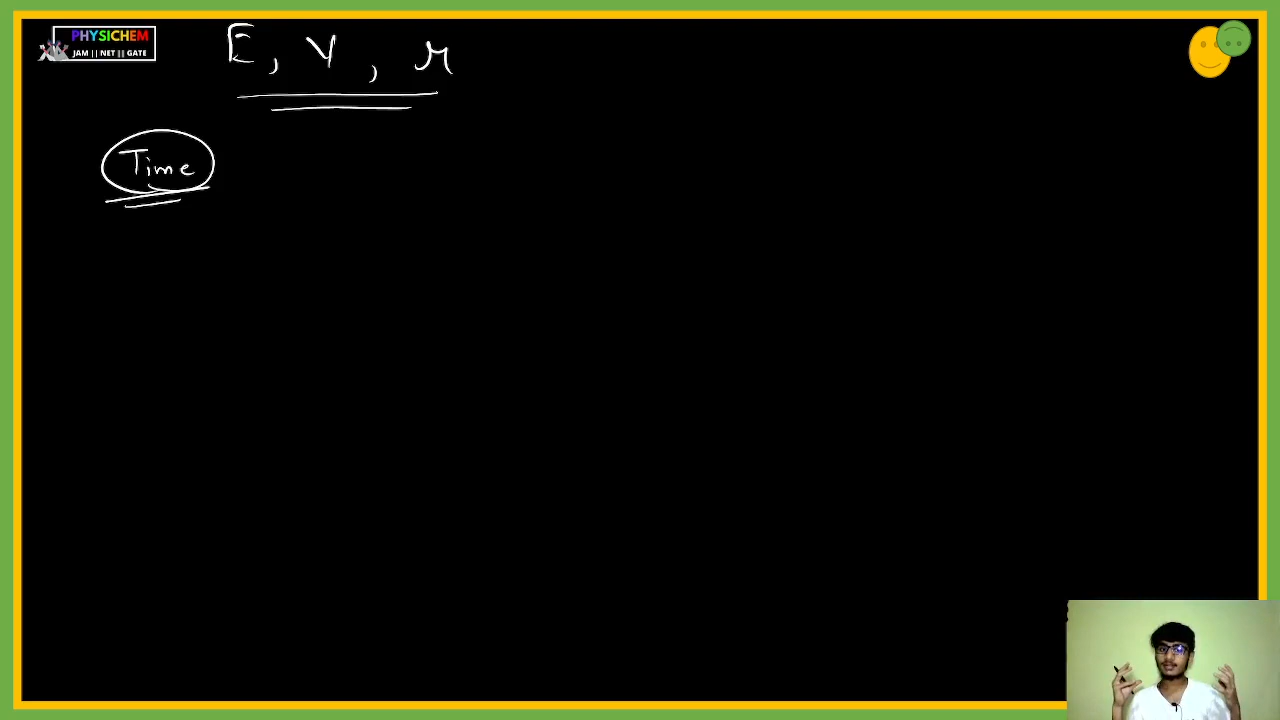 PHYSICHEM
JAM || NET || GATE
E, V, r
Time